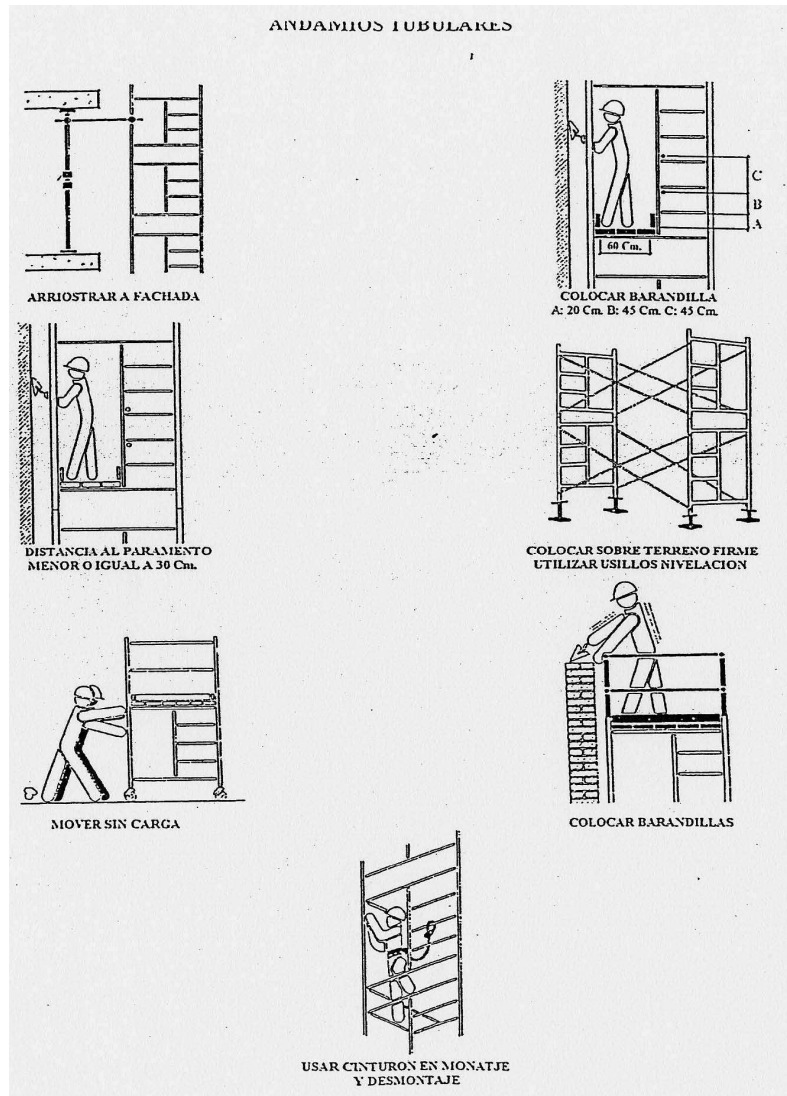 ANDAMIOS TUBULARES
ARRIOSTRAR A FACHADA
C
B
A
60 Cm.
COLOCAR BARANDILLA
A: 20 Cm. B: 45 Cm. C: 45 Cm.
DISTANCIA AL PARAMENTO
MENOR O IGUAL A 30 Cm.
COLOCAR SOBRE TERRENO FIRME
UTILIZAR USILLOS NIVELACION
MOVER SIN CARGA
COLOCAR BARANDILLAS
USAR CINTURON EN MONATJE
Y DESMONTAJE